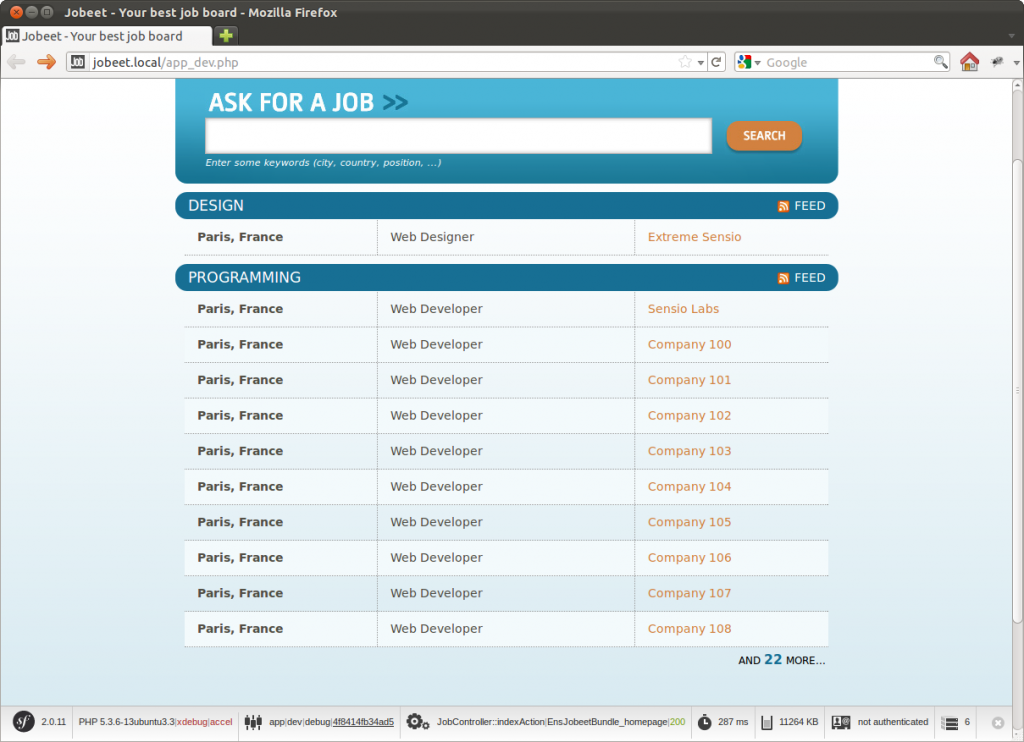 Jobeet - Your best job board - Mozilla Firefox
Job Jobeet - Your best job board
Job jobeet.local/app_dev.php Google
ASK FOR A JOB >>
SEARCH
Enter some keywords (city, country, position, ...)
DESIGN FEED
Paris, France Web Designer Extreme Sensio
PROGRAMMING FEED
Paris, France Web Developer Sensio Labs
Paris, France Web Developer Company 100
Paris, France Web Developer Company 101
Paris, France Web Developer Company 102
Paris, France Web Developer Company 103
Paris, France Web Developer Company 104
Paris, France Web Developer Company 105
Paris, France Web Developer Company 106
Paris, France Web Developer Company 107
Paris, France Web Developer Company 108
AND 22 MORE...
sf 2.0.11 PHP 5.3.6-13ubuntu3.3|xdebug|accel app|dev|debug|4f8414fb34ad5 JobController::indexAction|EnsJobeetBundle_homepage|200 287 ms 11264 KB not authenticated 6